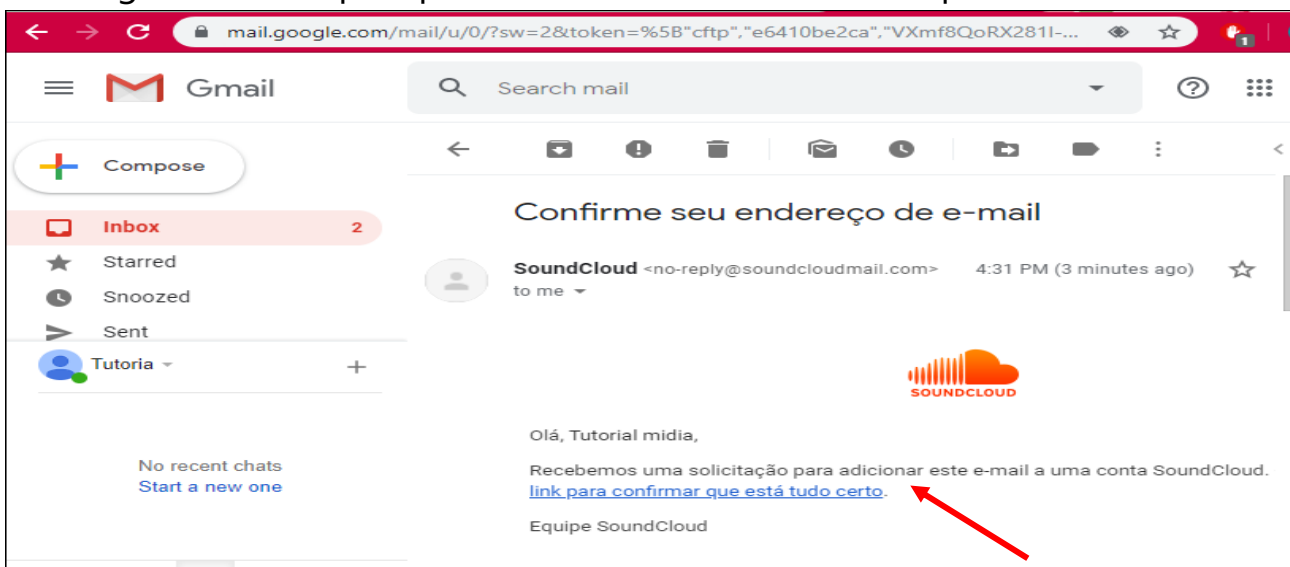 mail.google.com/mail/u/0/?sw=2&token=%5B"cftp","e6410be2ca","VXmf8QoRX281I-...
1
Gmail
Search mail
Compose
Confirme seu endereço de e-mail
Inbox 2
Starred
SoundCloud <no-reply@soundcloudmail.com> 4:31 PM (3 minutes ago)
to me
Snoozed
Sent
Tutoria
SOUNDCLOUD
Olá, Tutorial midia,
No recent chats
Start a new one
Recebemos uma solicitação para adicionar este e-mail a uma conta SoundCloud.
link para confirmar que está tudo certo.
Equipe SoundCloud